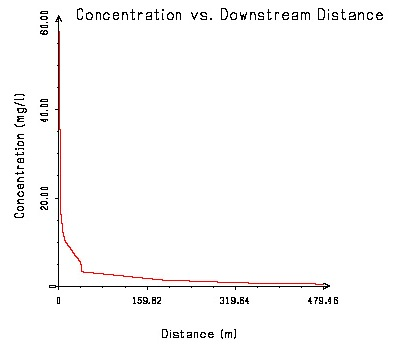 Concentration vs. Downstream Distance
60.00
40.00
20.00
0
Concentration (mg/l)
0 159.82 319.64 479.46
Distance (m)